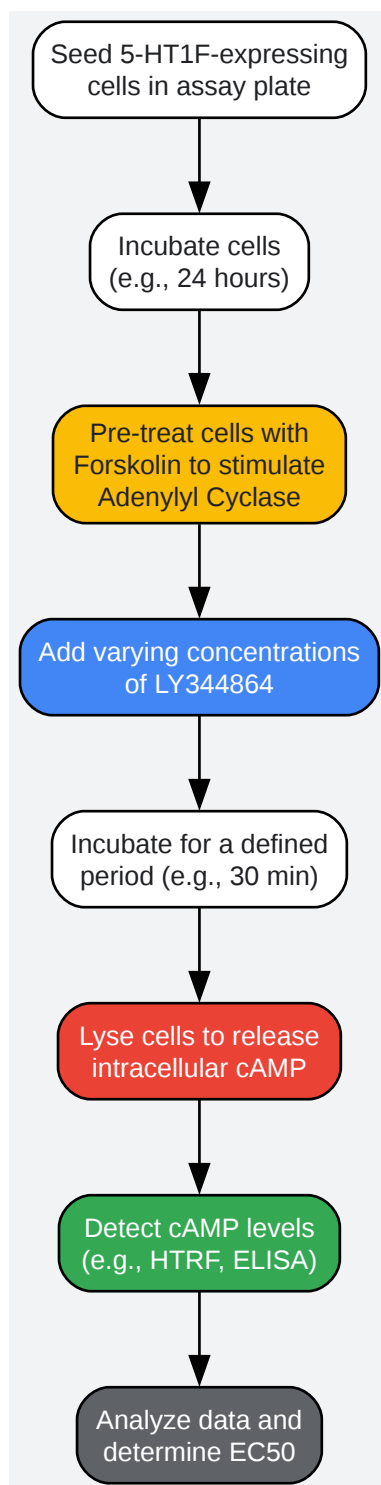 Seed 5-HT1F-expressing
cells in assay plate
Incubate cells
(e.g., 24 hours)
Pre-treat cells with
Forskolin to stimulate
Adenylyl Cyclase
Add varying concentrations
of LY344864
Incubate for a defined
period (e.g., 30 min)
Lyse cells to release
intracellular cAMP
Detect cAMP levels
(e.g., HTRF, ELISA)
Analyze data and
determine EC50